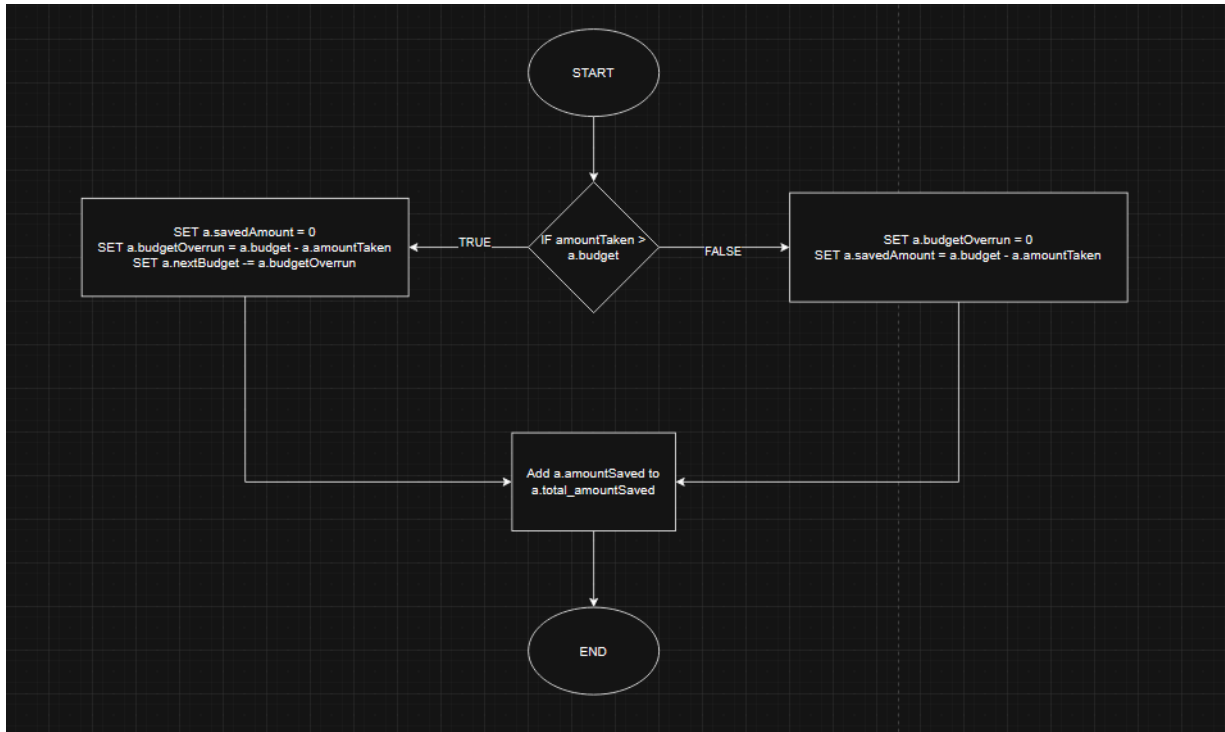 START
IF amountTaken >
a.budget
TRUE
FALSE
SET a.savedAmount = 0
SET a.budgetOverrun = a.budget - a.amountTaken
SET a.nextBudget -= a.budgetOverrun
SET a.budgetOverrun = 0
SET a.savedAmount = a.budget - a.amountTaken
Add a.amountSaved to
a.total_amountSaved
END